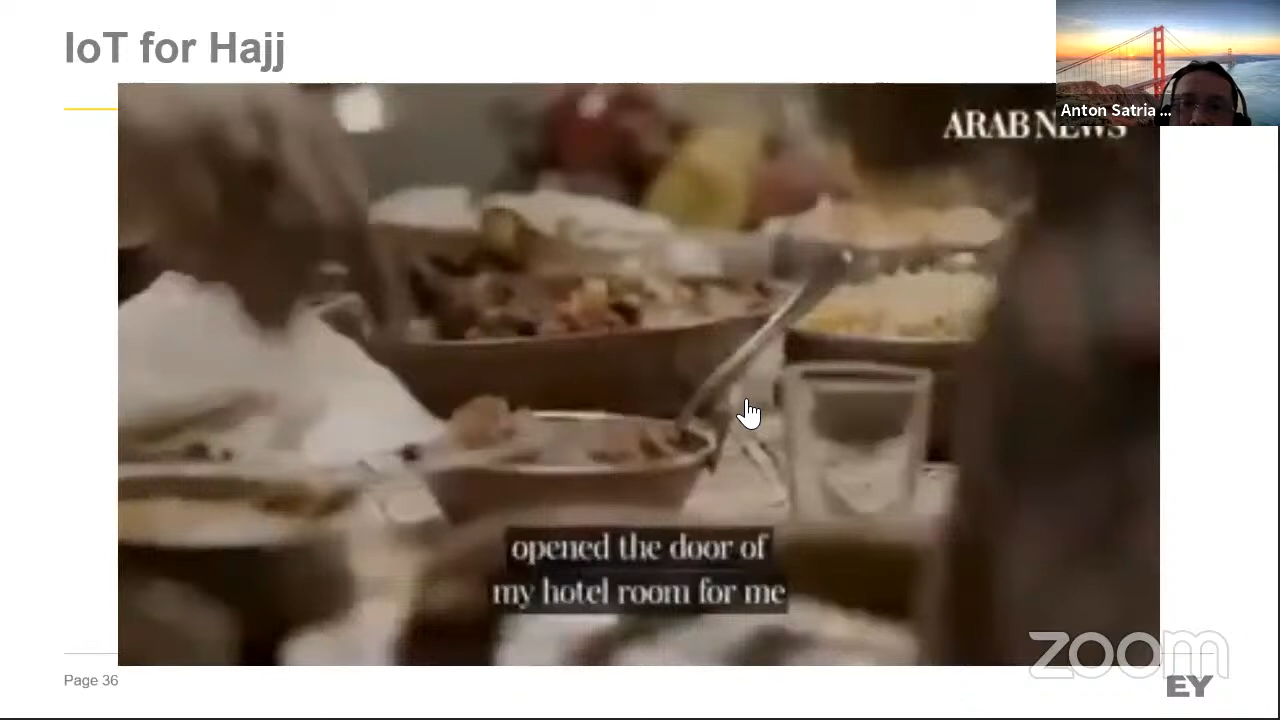 IoT for Hajj
Anton Satria ...
ARAB NEWS
opened the door of
my hotel room for me
zoom
Page 36
EY